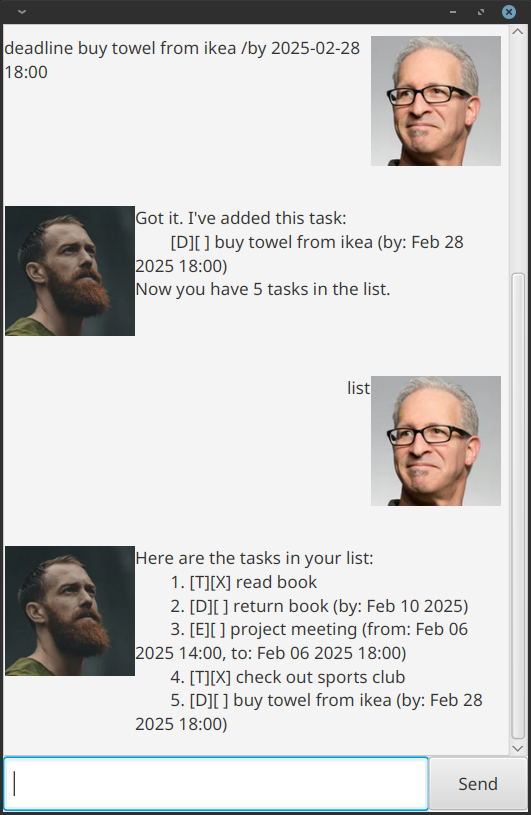 deadline buy towel from ikea /by 2025-02-28
18:00
Got it. I've added this task:
[D][ ] buy towel from ikea (by: Feb 28
2025 18:00)
Now you have 5 tasks in the list.
list
Here are the tasks in your list:
1. [T][X] read book
2. [D][ ] return book (by: Feb 10 2025)
3. [E][ ] project meeting (from: Feb 06
2025 14:00, to: Feb 06 2025 18:00)
4. [T][X] check out sports club
5. [D][ ] buy towel from ikea (by: Feb 28
2025 18:00)
Send